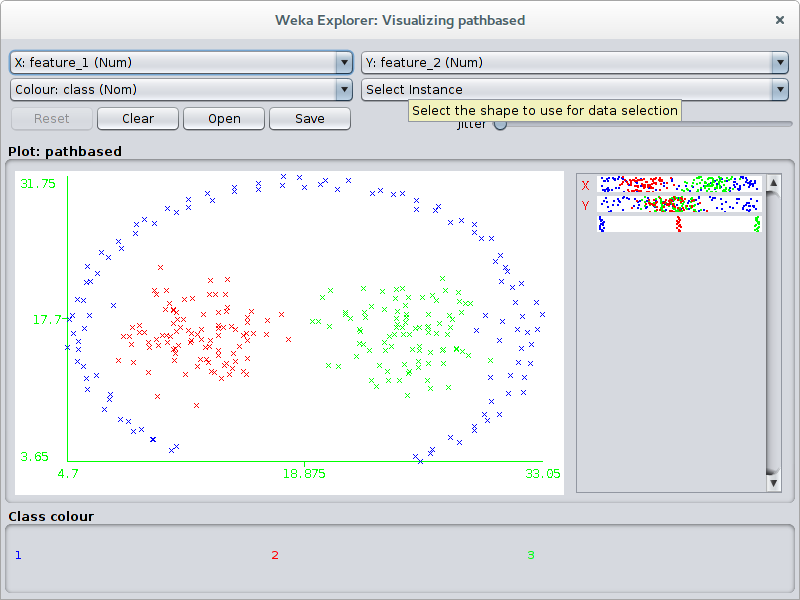 Weka Explorer: Visualizing pathbased
X: feature_1 (Num)
Y: feature_2 (Num)
Colour: class (Nom)
Select Instance
Reset
Clear
Open
Save
Select the shape to use for data selection
Jitter
Plot: pathbased
31.75
17.7
3.65
4.7
18.875
33.05
X
Y
Class colour
1
2
3